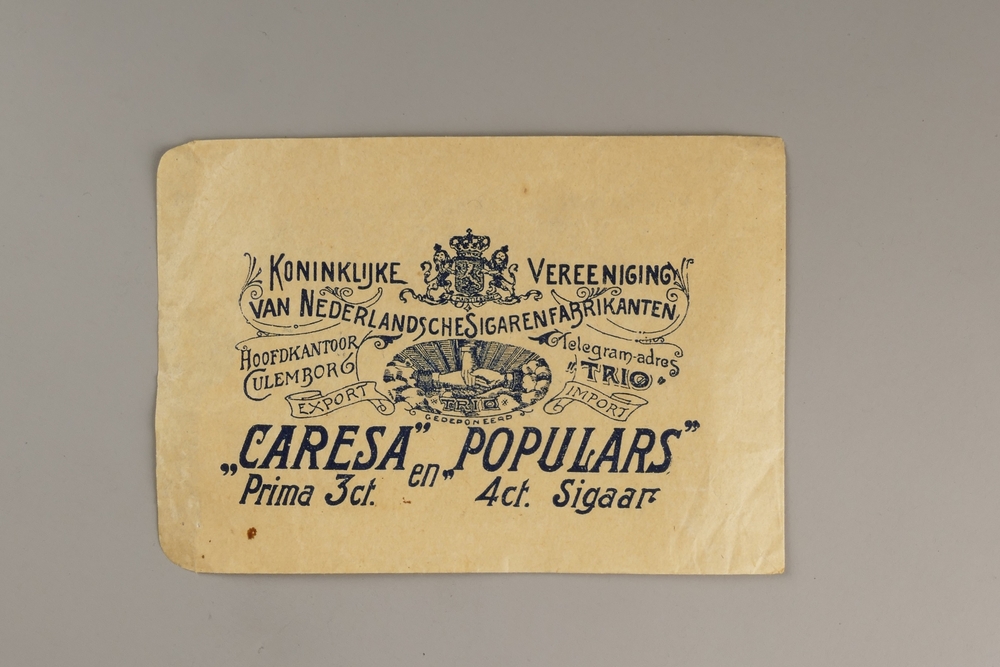 KONINKLIJKE VEREENIGING
VAN NEDERLANDSCHE SIGARENFABRIKANTEN
HOOFDKANTOOR
CULEMBORG
EXPORT
Telegram-adres
"TRIO"
IMPORT
TRIO
GEDEPONEERD
„CARESA” en „POPULARS”
Prima 3ct. 4ct. Sigaar